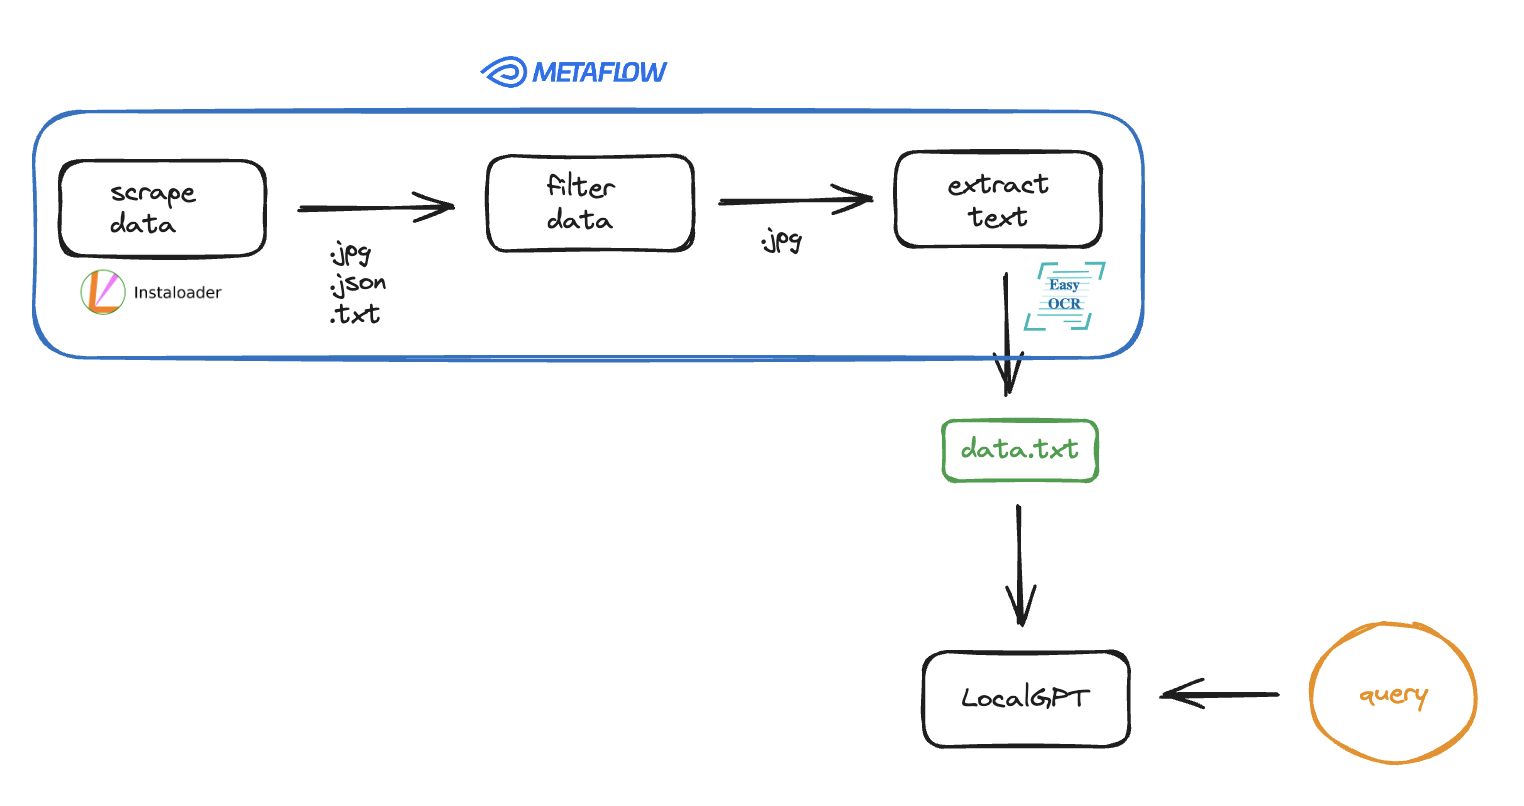 METAFLOW
scrape
data
Instaloader
.jpg
.json
.txt
filter
data
.jpg
extract
text
Easy
OCR
data.txt
LocalGPT
query